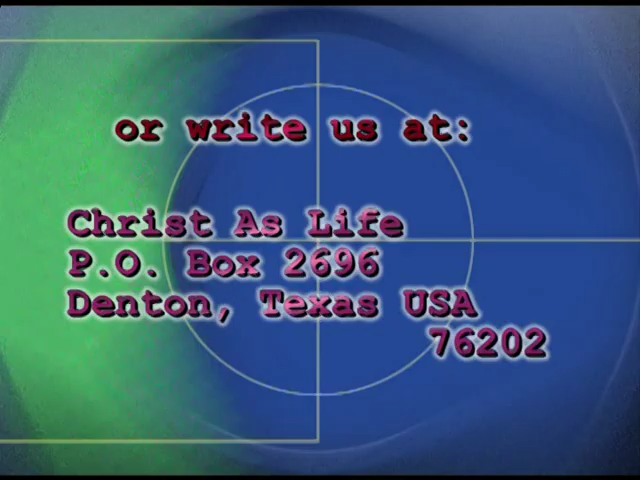 or write us at:
Christ As Life
P.O. Box 2696
Denton, Texas USA
76202